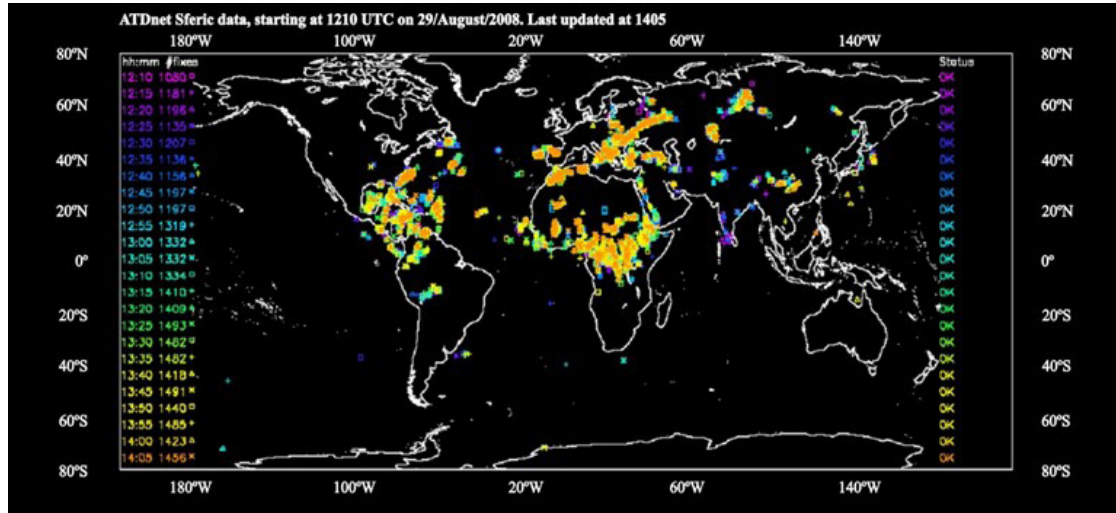 ATDnet Sferic data, starting at 1210 UTC on 29/August/2008. Last updated at 1405
180°W 100°W 20°W 60°W 140°W
80°N 80°N
hh:mm #fixes Status
12:10 1080 OK
12:15 1181 OK
60°N 60°N
12:20 1196 OK
12:25 1135 OK
12:30 1207 OK
40°N 40°N
12:35 1136 OK
12:40 1156 OK
12:45 1197 OK
20°N 20°N
12:50 1167 OK
12:55 1319 OK
13:00 1332 OK
0° 0°
13:05 1332 OK
13:10 1334 OK
13:15 1410 OK
20°S 20°S
13:20 1409 OK
13:25 1493 OK
13:30 1482 OK
40°S 40°S
13:35 1482 OK
13:40 1418 OK
13:45 1491 OK
13:50 1440 OK
60°S 60°S
13:55 1485 OK
14:00 1423 OK
14:05 1456 OK
80°S 80°S
180°W 100°W 20°W 60°W 140°W